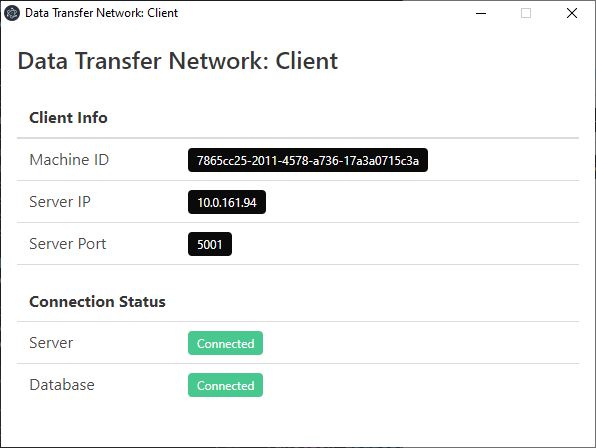 Data Transfer Network: Client
Data Transfer Network: Client
Client Info
Machine ID 7865cc25-2011-4578-a736-17a3a0715c3a
Server IP 10.0.161.94
Server Port 5001
Connection Status
Server Connected
Database Connected